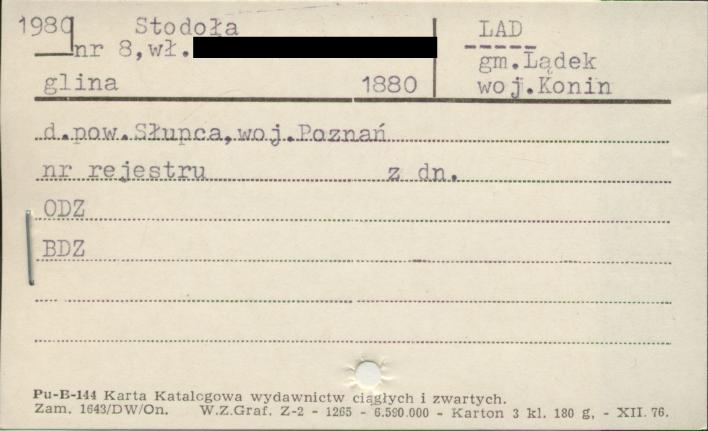 1980 Stodoła LAD
nr 8,wł. gm.Lądek
glina 1880 woj.Konin
d.pow.Słupca,woj.Poznań
nr rejestru z dn.
ODZ
BDZ
Pu-B-144 Karta Katalogowa wydawnictw ciągłych i zwartych.
Zam. 1643/DW/On. W.Z.Graf. Z-2 - 1265 - 6.590.000 - Karton 3 kl. 180 g, - XII. 76.